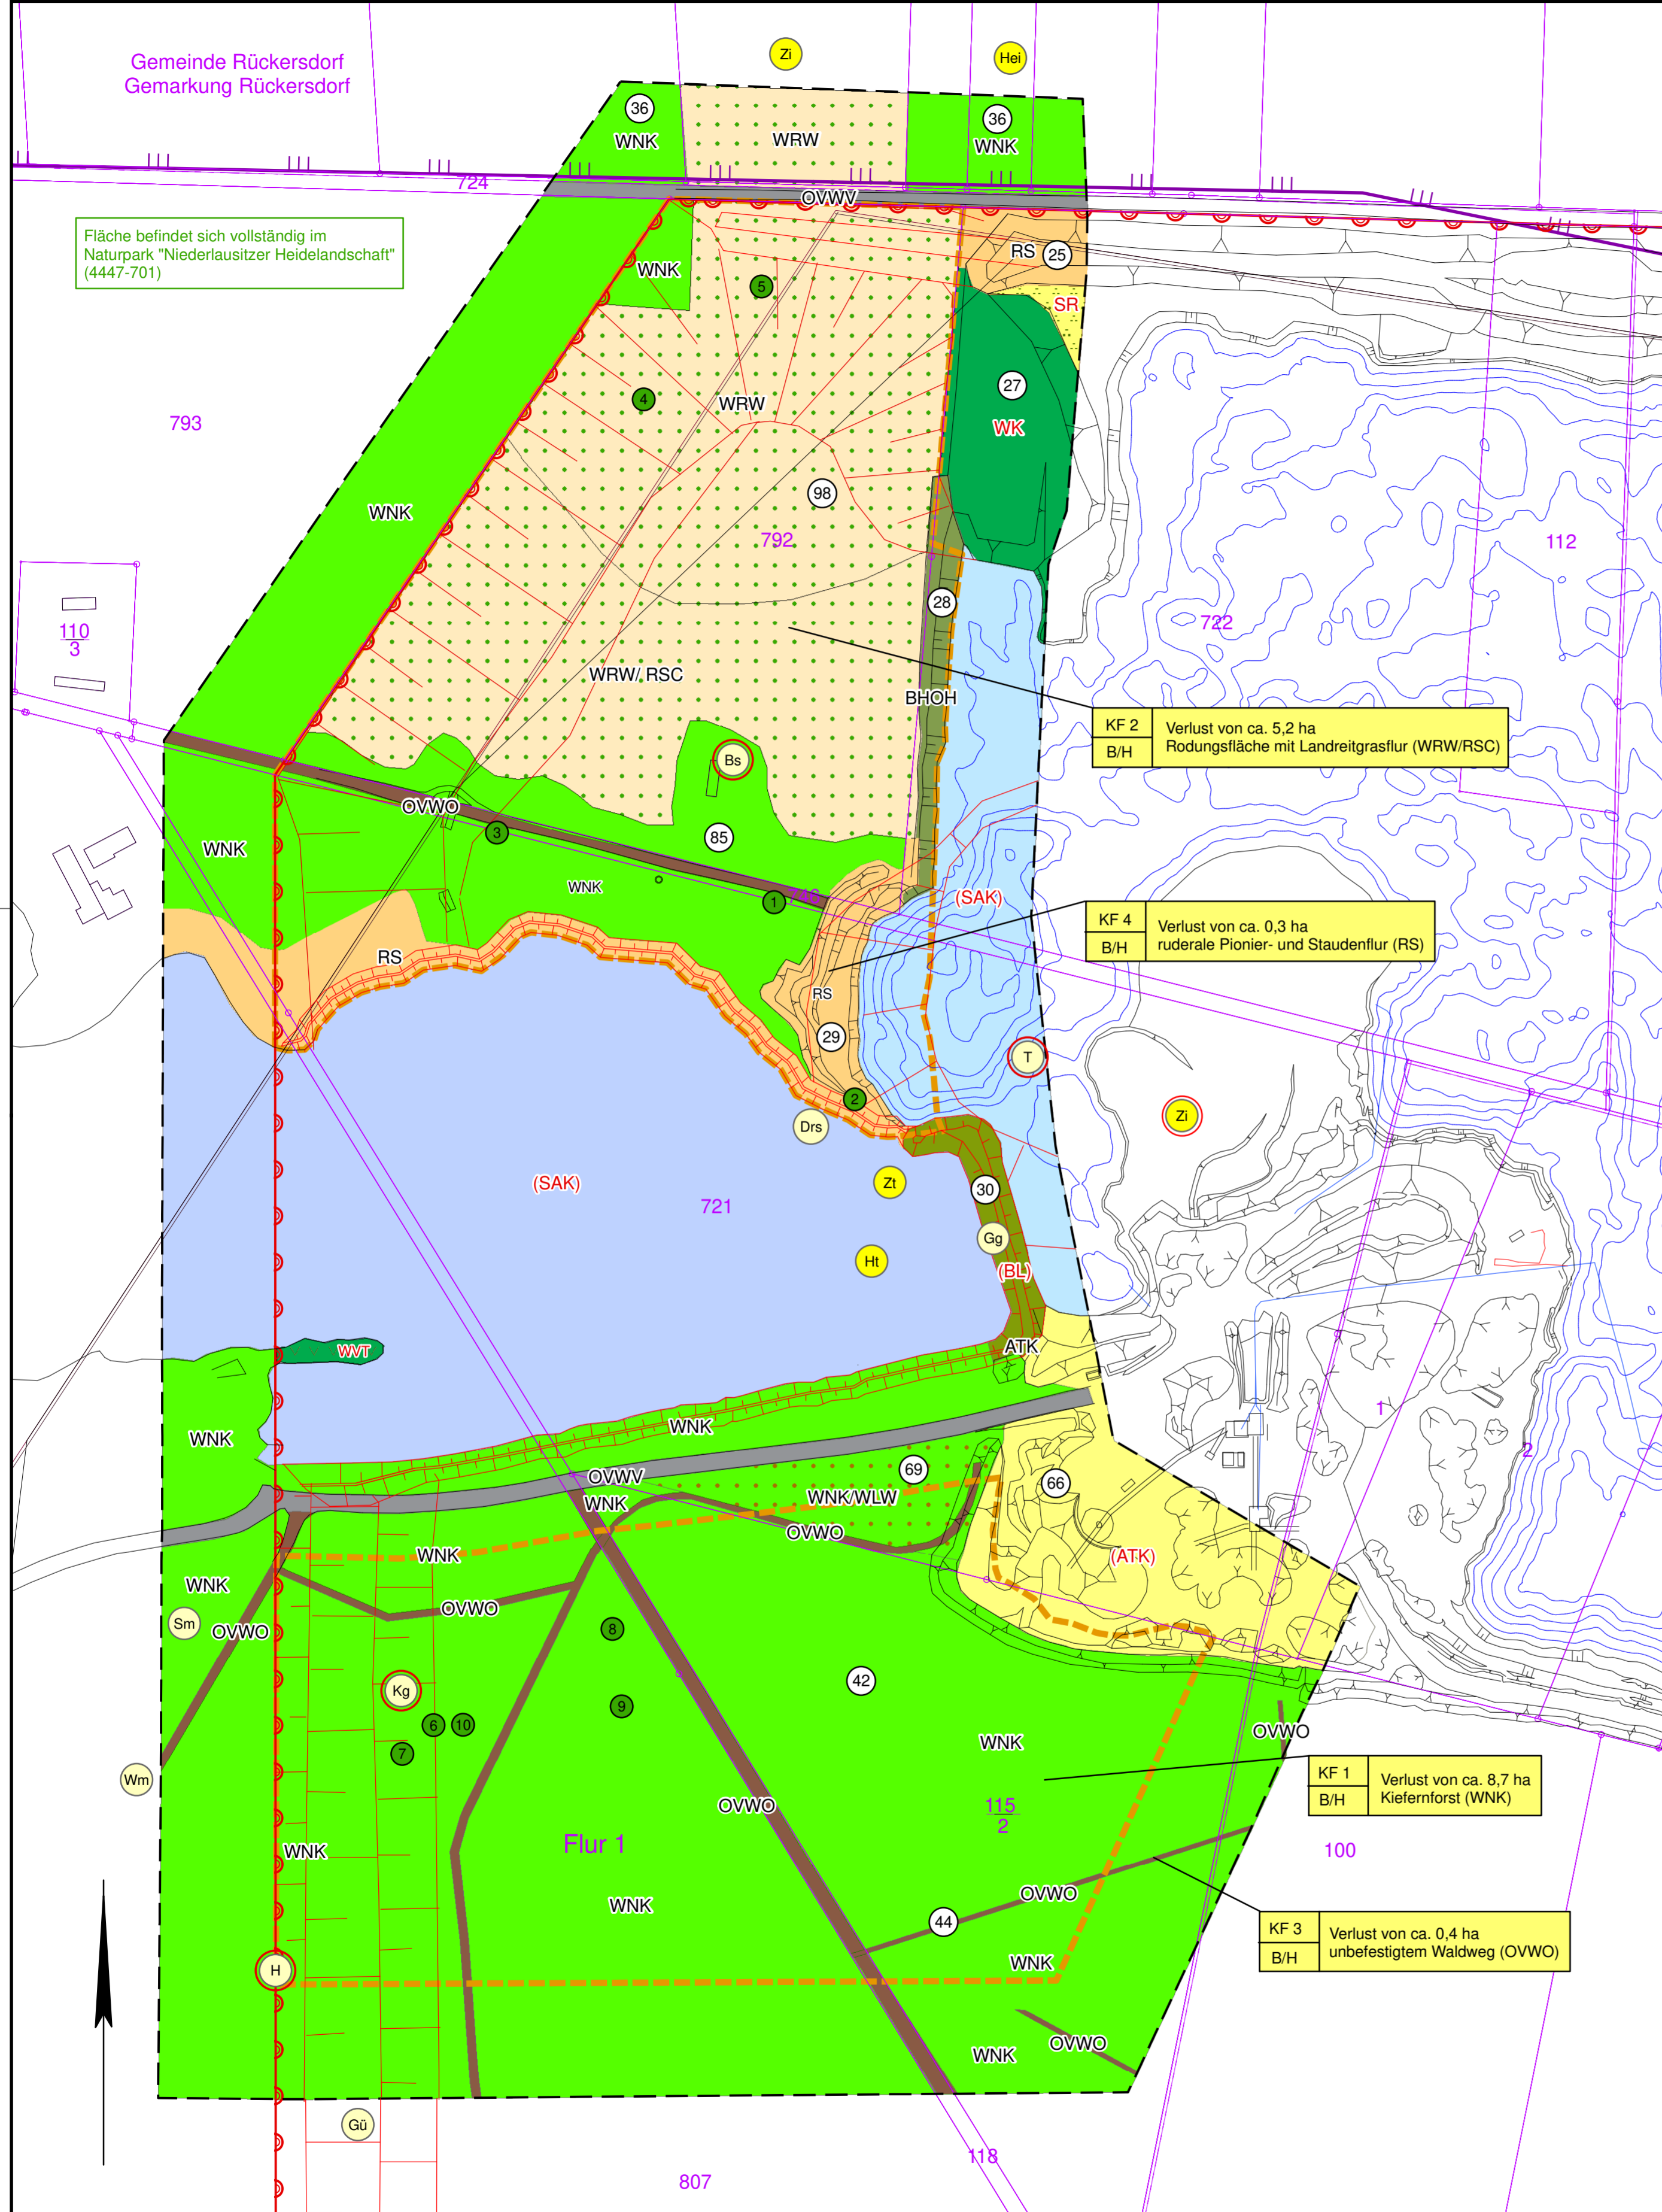 Gemeinde Rückersdorf
Gemarkung Rückersdorf
Zi
Hei
36
WNK
WRW
36
WNK
724
OVWV
Fläche befindet sich vollständig im
Naturpark "Niederlausitzer Heidelandschaft"
(4447-701)
WNK
5
RS
25
SR
793
4
WRW
27
WK
WNK
98
792
112
110
3
28
722
WRW/ RSC
BHOH
KF 2
B/H
Verlust von ca. 5,2 ha
Rodungsfläche mit Landreitgrasflur (WRW/RSC)
Bs
OVWO
3
85
WNK
WNK
1
746
(SAK)
KF 4
B/H
Verlust von ca. 0,3 ha
ruderale Pionier- und Staudenflur (RS)
RS
RS
29
T
2
Drs
Zi
(SAK)
721
Zt
30
Gg
Ht
(BL)
WVT
ATK
1
2
WNK
WNK
OVWV
69
66
WNK
WNK/WLW
OVWO
WNK
(ATK)
WNK
OVWO
Sm
OVWO
8
Kg
42
9
6
10
7
WNK
OVWO
Wm
KF 1
B/H
Verlust von ca. 8,7 ha
Kiefernforst (WNK)
OVWO
115
2
Flur 1
WNK
100
WNK
OVWO
44
KF 3
B/H
Verlust von ca. 0,4 ha
unbefestigtem Waldweg (OVWO)
H
WNK
OVWO
WNK
Gü
118
807